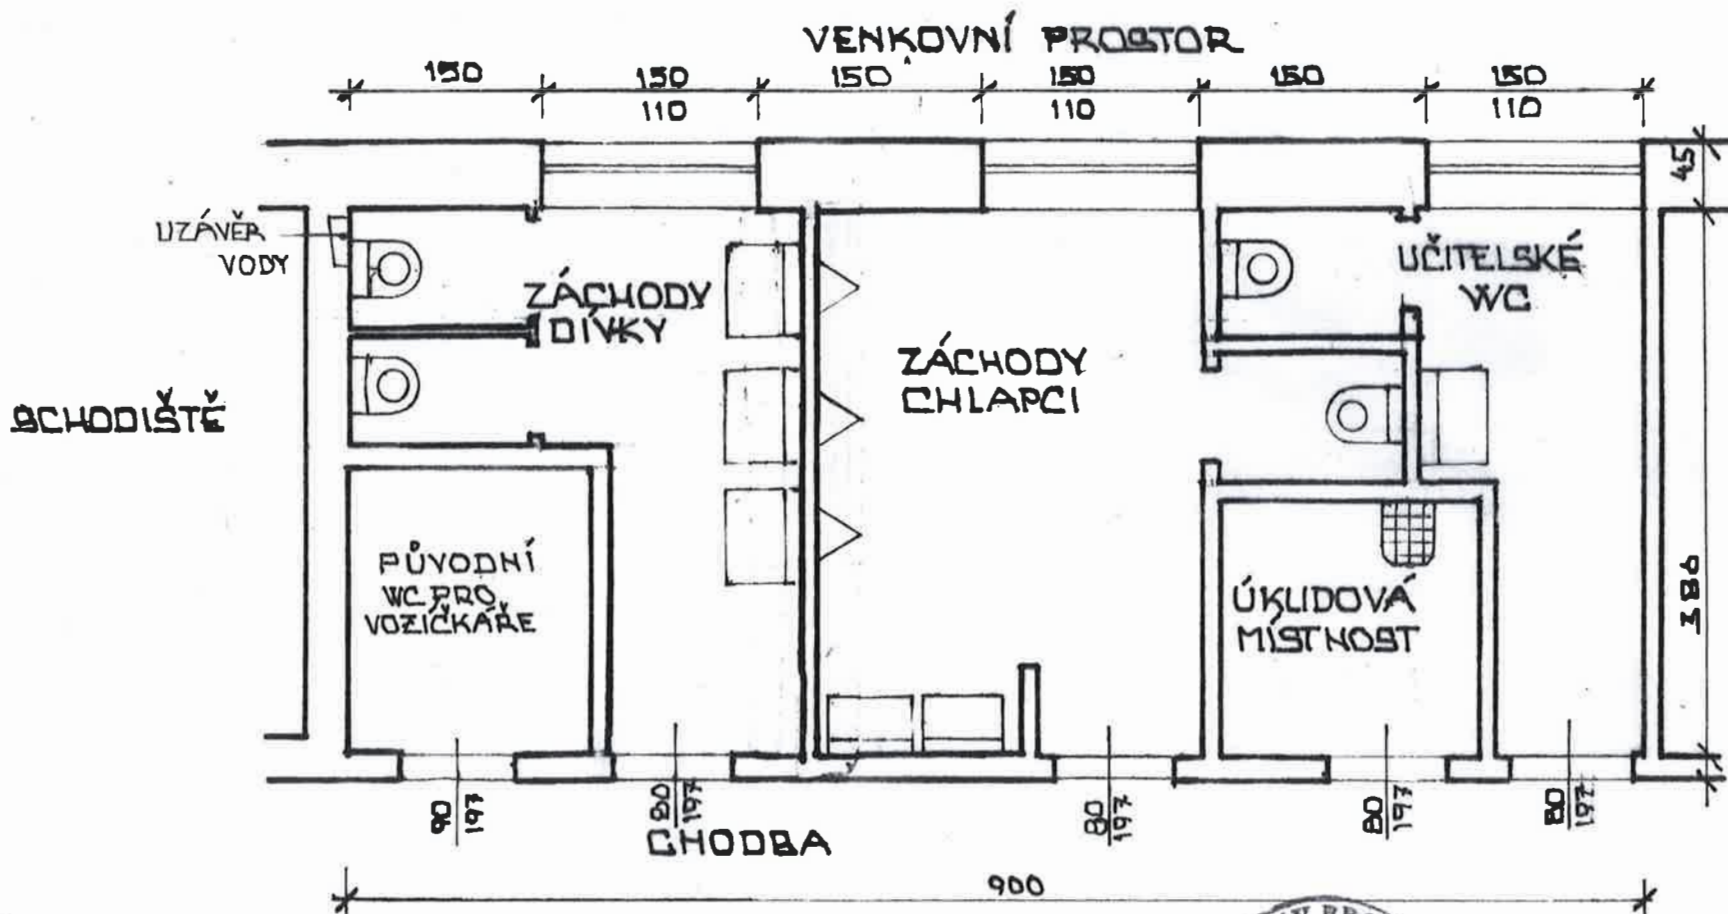 VENKOVNÍ PROSTOR
150 150 150 150 150 150
110 110 110
45
UZÁVĚR
VODY
ZÁCHODY
DÍVKY
UČITELSKÉ
WC
ZÁCHODY
CHLAPCI
SCHODIŠTĚ
PŮVODNÍ
WC PRO
VOZIČKÁŘE
ÚKLIDOVÁ
MÍSTNOST
386
90
197
80
197
80
197
80
197
80
197
CHODBA
900